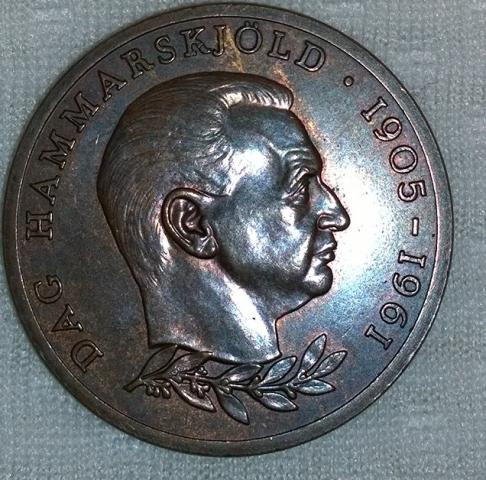 DAG HAMMARSKJÖLD · 1905 – 1961